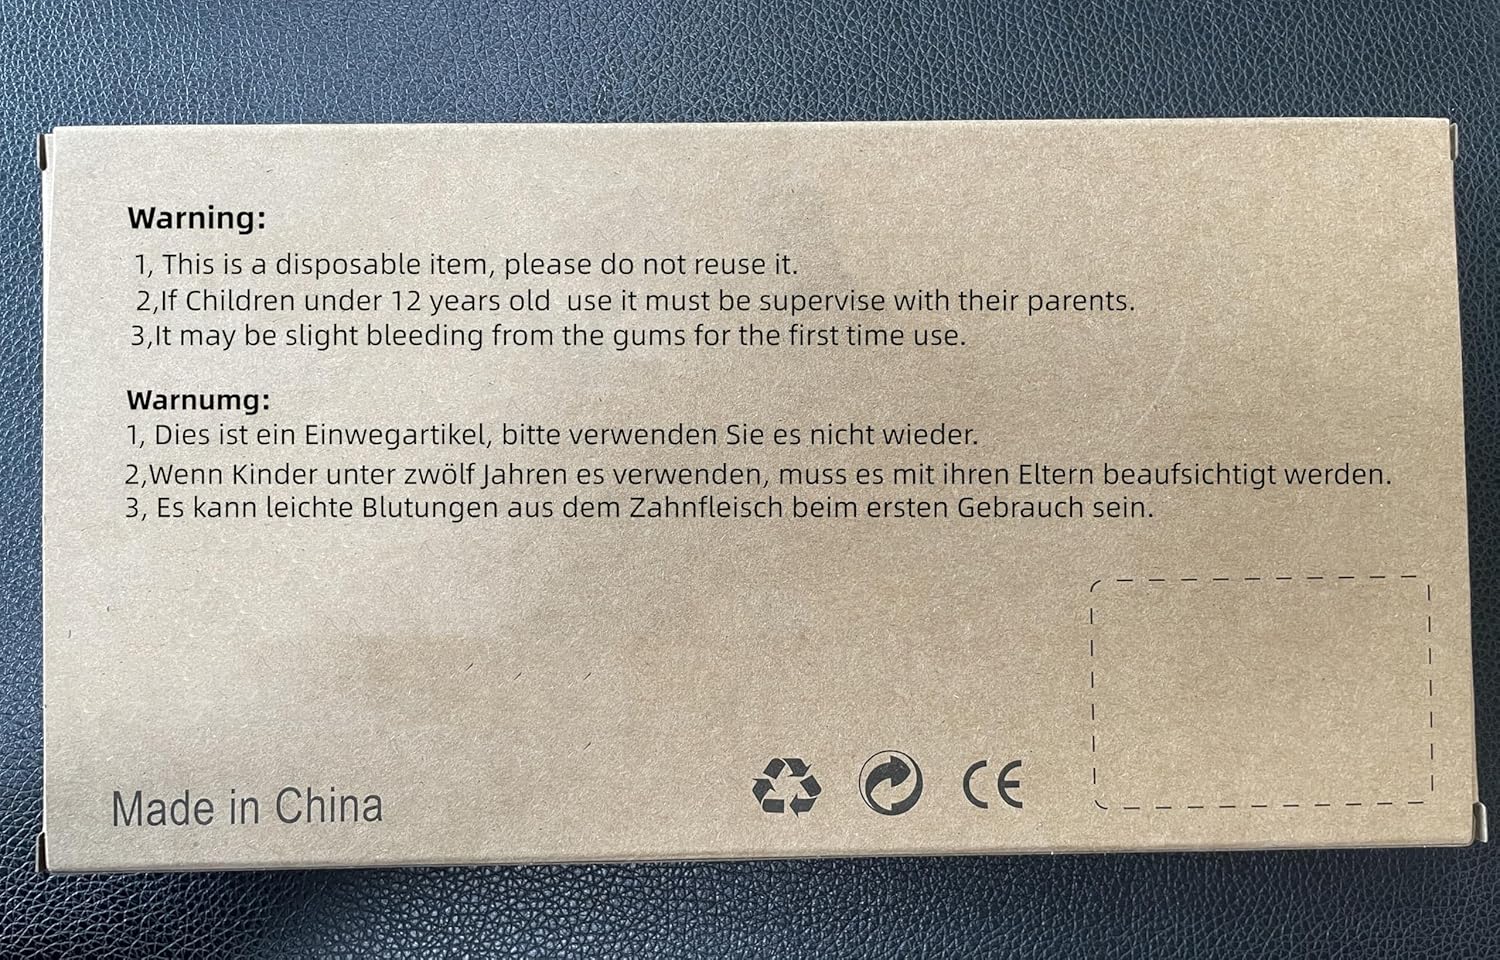 Warning:
1, This is a disposable item, please do not reuse it.
2,If Children under 12 years old  use it must be supervise with their parents.
3,It may be slight bleeding from the gums for the first time use.
Warnumg:
1, Dies ist ein Einwegartikel, bitte verwenden Sie es nicht wieder.
2,Wenn Kinder unter zwölf Jahren es verwenden, muss es mit ihren Eltern beaufsichtigt werden.
3, Es kann leichte Blutungen aus dem Zahnfleisch beim ersten Gebrauch sein.
Made in China
CE